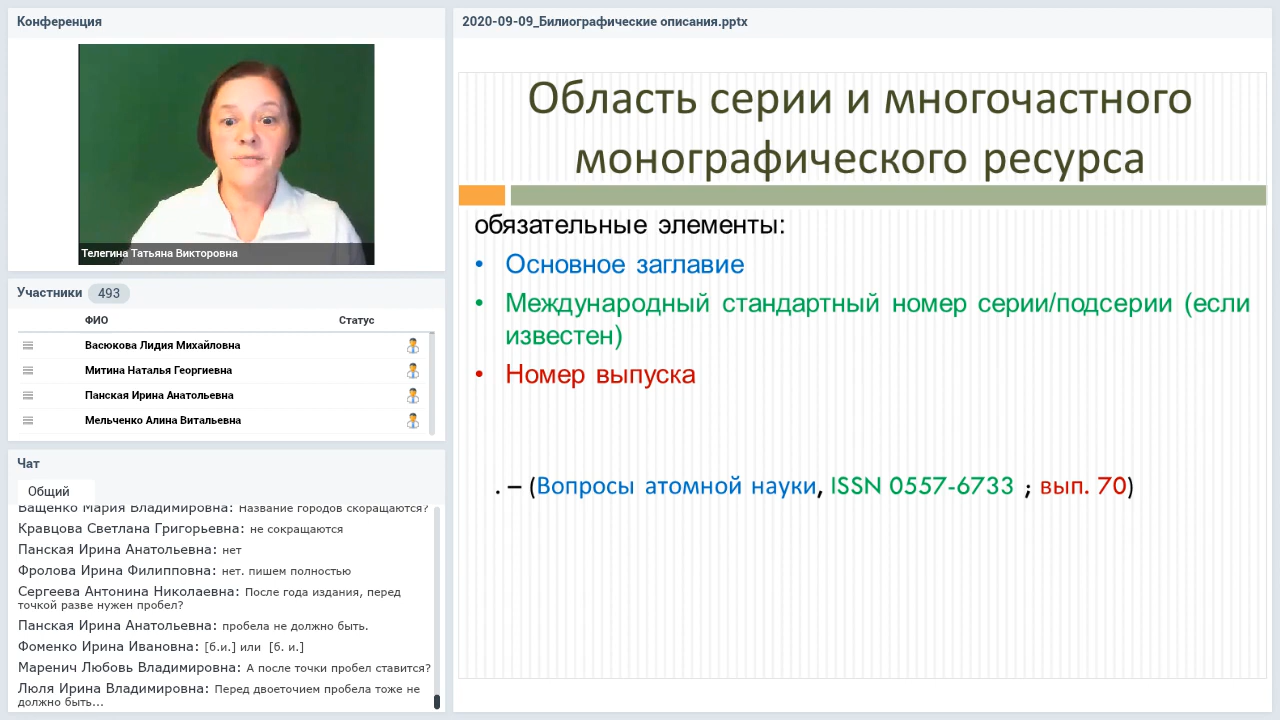 Конференция
Телегина Татьяна Викторовна
Участники 493
ФИО Статус
Васюкова Лидия Михайловна
Митина Наталья Георгиевна
Панская Ирина Анатольевна
Мельченко Алина Витальевна
Чат
Общий
Ващенко Мария Владимировна: Название городов скоращаются?
Кравцова Светлана Григорьевна: не сокращаются
Панская Ирина Анатольевна: нет
Фролова Ирина Филипповна: нет. пишем полностью
Сергеева Антонина Николаевна: После года издания, перед
точкой разве нужен пробел?
Панская Ирина Анатольевна: пробела не должно быть.
Фоменко Ирина Ивановна: [б.и.] или [б. и.]
Маренич Любовь Владимировна: А после точки пробел ставится?
Люля Ирина Владимировна: Перед двоеточием пробела тоже не
должно быть...
2020-09-09_Билиографические описания.pptx
Область серии и многочастного
монографического ресурса
обязательные элементы:
• Основное заглавие
• Международный стандартный номер серии/подсерии (если
известен)
• Номер выпуска
. – (Вопросы атомной науки, ISSN 0557-6733 ; вып. 70)